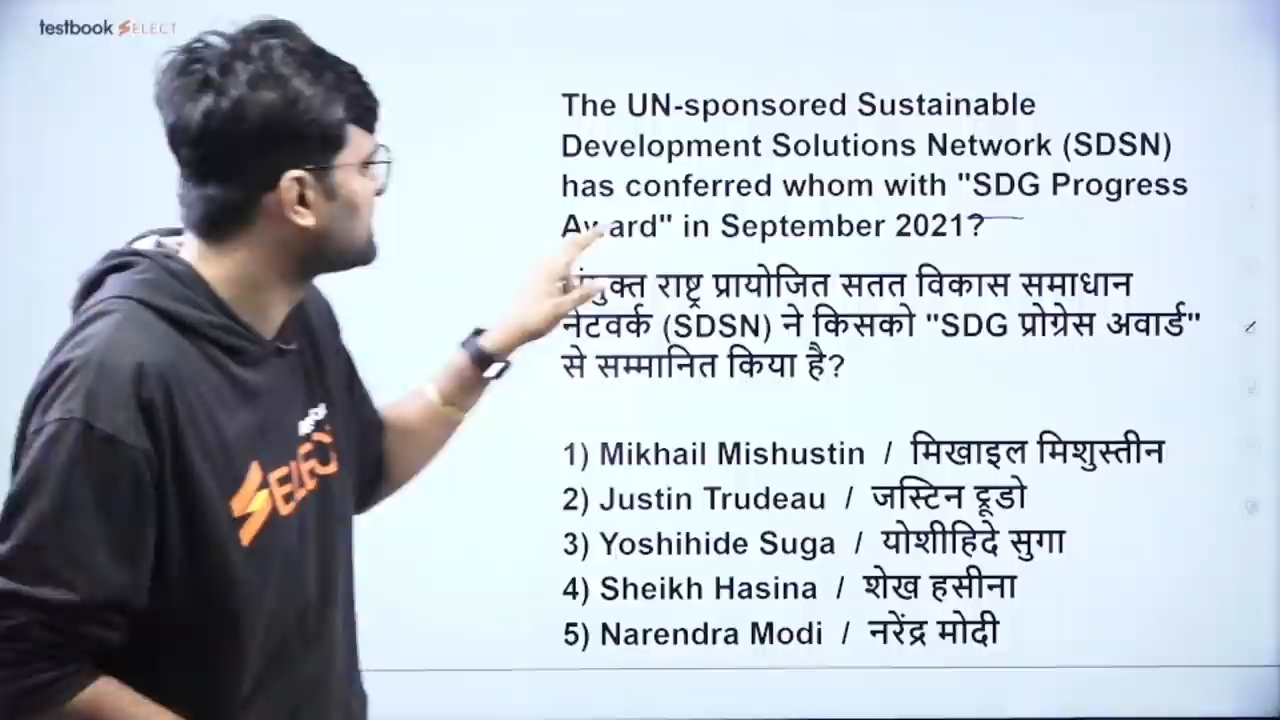 testbook SELECT
The UN-sponsored Sustainable
Development Solutions Network (SDSN)
has conferred whom with "SDG Progress
Award" in September 2021?
संयुक्त राष्ट्र प्रायोजित सतत विकास समाधान
नेटवर्क (SDSN) ने किसको "SDG प्रोग्रेस अवार्ड"
से सम्मानित किया है?
1) Mikhail Mishustin / मिखाइल मिशुस्तीन
2) Justin Trudeau / जस्टिन ट्रूडो
3) Yoshihide Suga / योशीहिदे सुगा
4) Sheikh Hasina / शेख हसीना
5) Narendra Modi / नरेंद्र मोदी
SELECT